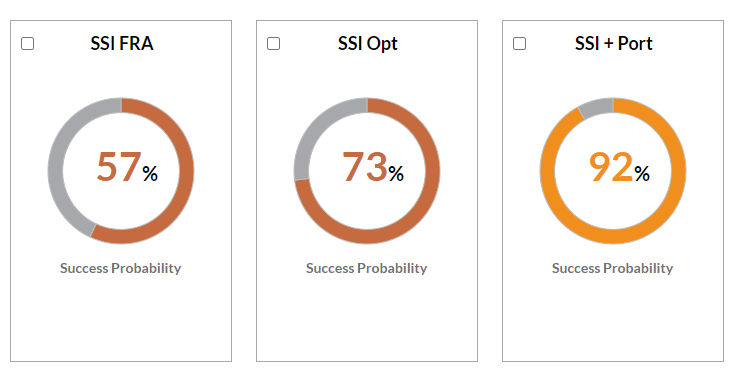 SSI FRA
57%
Success Probability
SSI Opt
73%
Success Probability
SSI + Port
92%
Success Probability